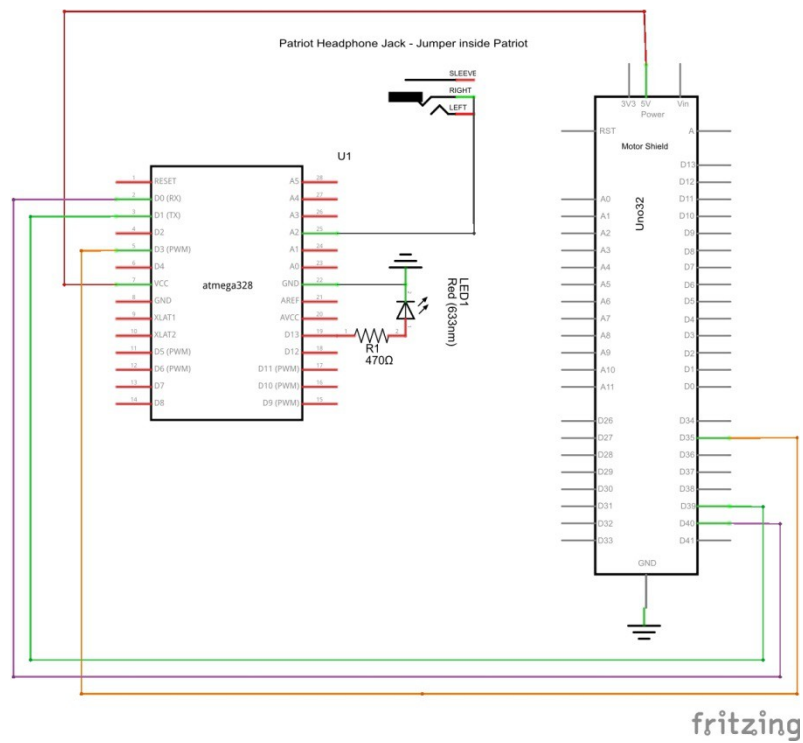 Patriot Headphone Jack - Jumper inside Patriot
SLEEVE
RIGHT
LEFT
3V3 5V Vin
Power
RST A
Motor Shield
Uno32
D13
D12
A0 D11
A1 D10
A2 D9
A3 D8
A4 D7
A5 D6
A6 D5
A7 D4
A8 D3
A9 D2
A10 D1
A11 D0
D26 D34
D27 D35
D28 D36
D29 D37
D30 D38
D31 D39
D32 D40
D33 D41
GND
U1
1 RESET A5 28
2 D0 (RX) A4 27
3 D1 (TX) A3 26
4 D2 A2 25
5 D3 (PWM) A1 24
6 D4 A0 23
7 VCC GND 22
8 GND AREF 21
9 XLAT1 AVCC 20
10 XLAT2 D13 19
11 D5 (PWM) D12 18
12 D6 (PWM) D11 (PWM) 17
13 D7 D10 (PWM) 16
14 D8 D9 (PWM) 15
atmega328
LED1
Red (633nm)
1 2
R1
470Ω
fritzing